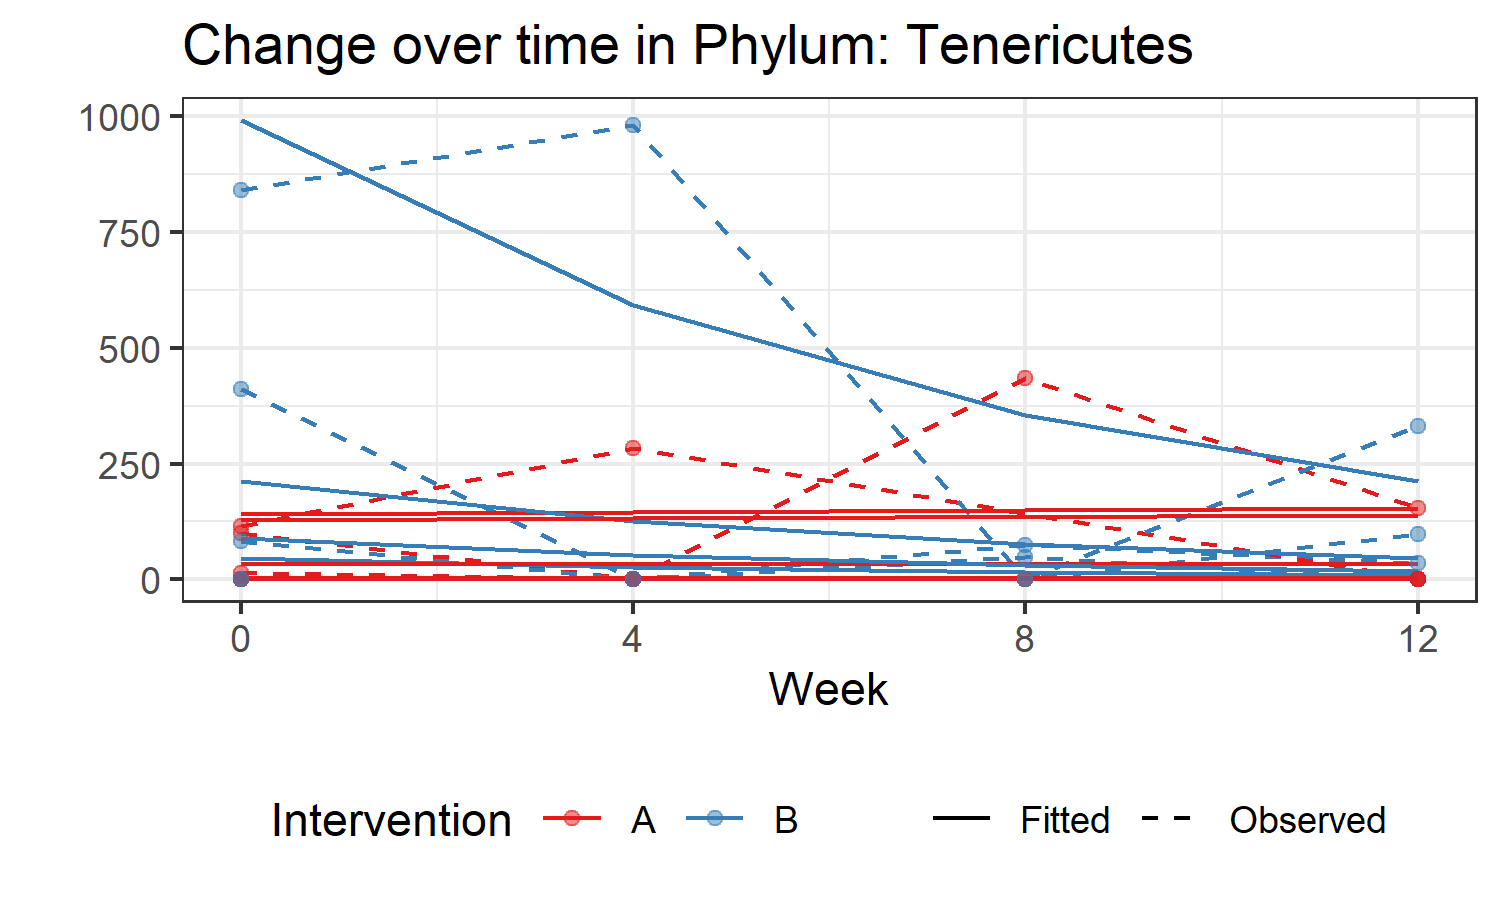 Change over time in Phylum: Tenericutes
1000
750
500
250
0
0 4 8 12
Week
Intervention A B Fitted Observed